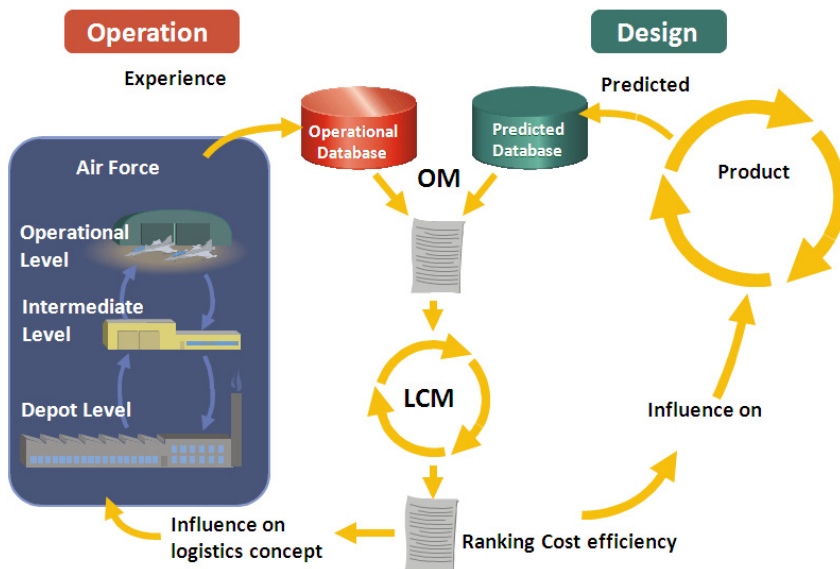 Operation
Design
Experience
Predicted
Operational
Database
Predicted
Database
OM
Air Force
Product
Operational
Level
Intermediate
Level
LCM
Depot Level
Influence on
Influence on
logistics concept
Ranking Cost efficiency